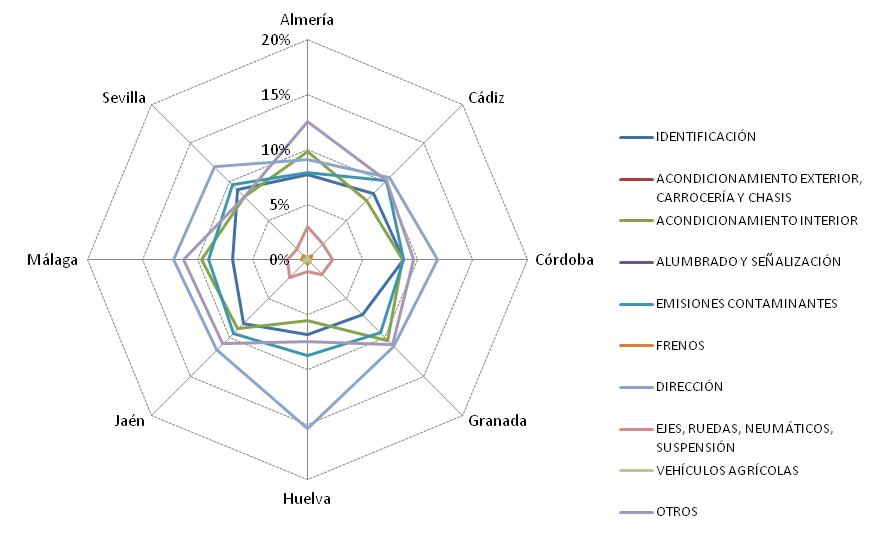 Almería
20%
Sevilla
Cádiz
15%
10%
5%
Málaga
0%
Córdoba
Jaén
Granada
Huelva
IDENTIFICACIÓN
ACONDICIONAMIENTO EXTERIOR,
CARROCERÍA Y CHASIS
ACONDICIONAMIENTO INTERIOR
ALUMBRADO Y SEÑALIZACIÓN
EMISIONES CONTAMINANTES
FRENOS
DIRECCIÓN
EJES, RUEDAS, NEUMÁTICOS,
SUSPENSIÓN
VEHÍCULOS AGRÍCOLAS
OTROS